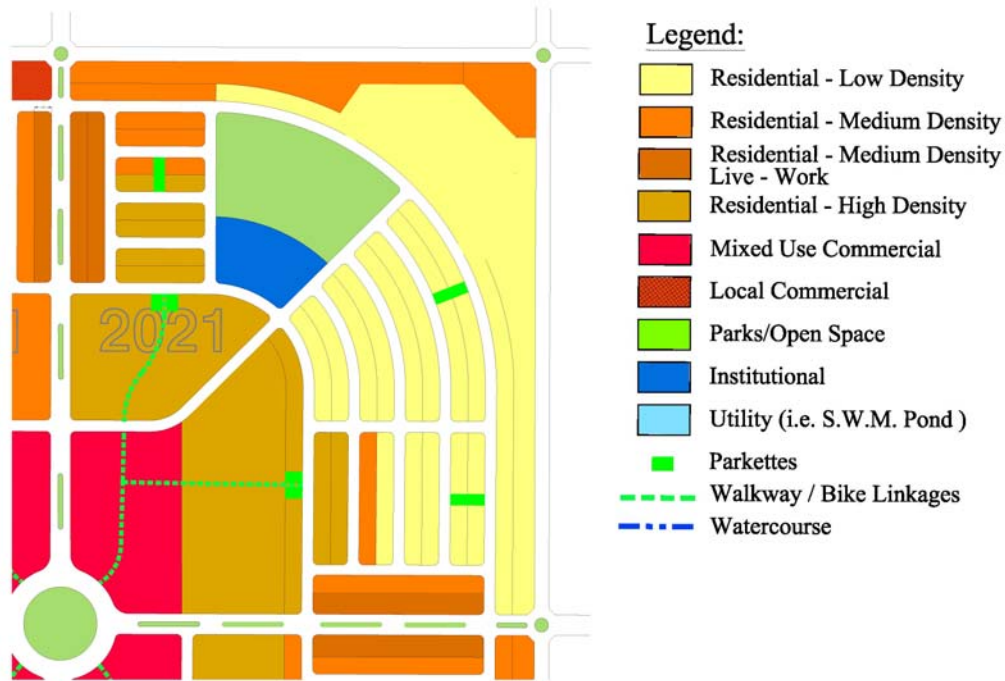 Legend:
Residential - Low Density
Residential - Medium Density
Residential - Medium Density
Live - Work
Residential - High Density
Mixed Use Commercial
Local Commercial
Parks/Open Space
Institutional
Utility (i.e. S.W.M. Pond )
Parkettes
Walkway / Bike Linkages
Watercourse
2021